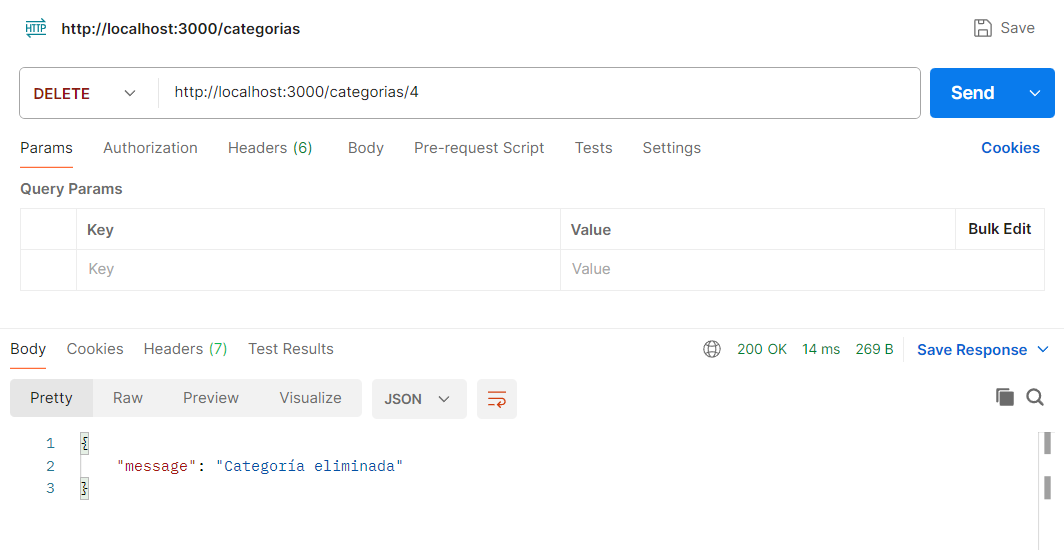 HTTP http://localhost:3000/categorias Save
DELETE http://localhost:3000/categorias/4 Send
Params Authorization Headers (6) Body Pre-request Script Tests Settings Cookies
Query Params
Key Value Bulk Edit
Key Value
Body Cookies Headers (7) Test Results 200 OK 14 ms 269 B Save Response
Pretty Raw Preview Visualize JSON
1 {
2 "message": "Categoría eliminada"
3 }